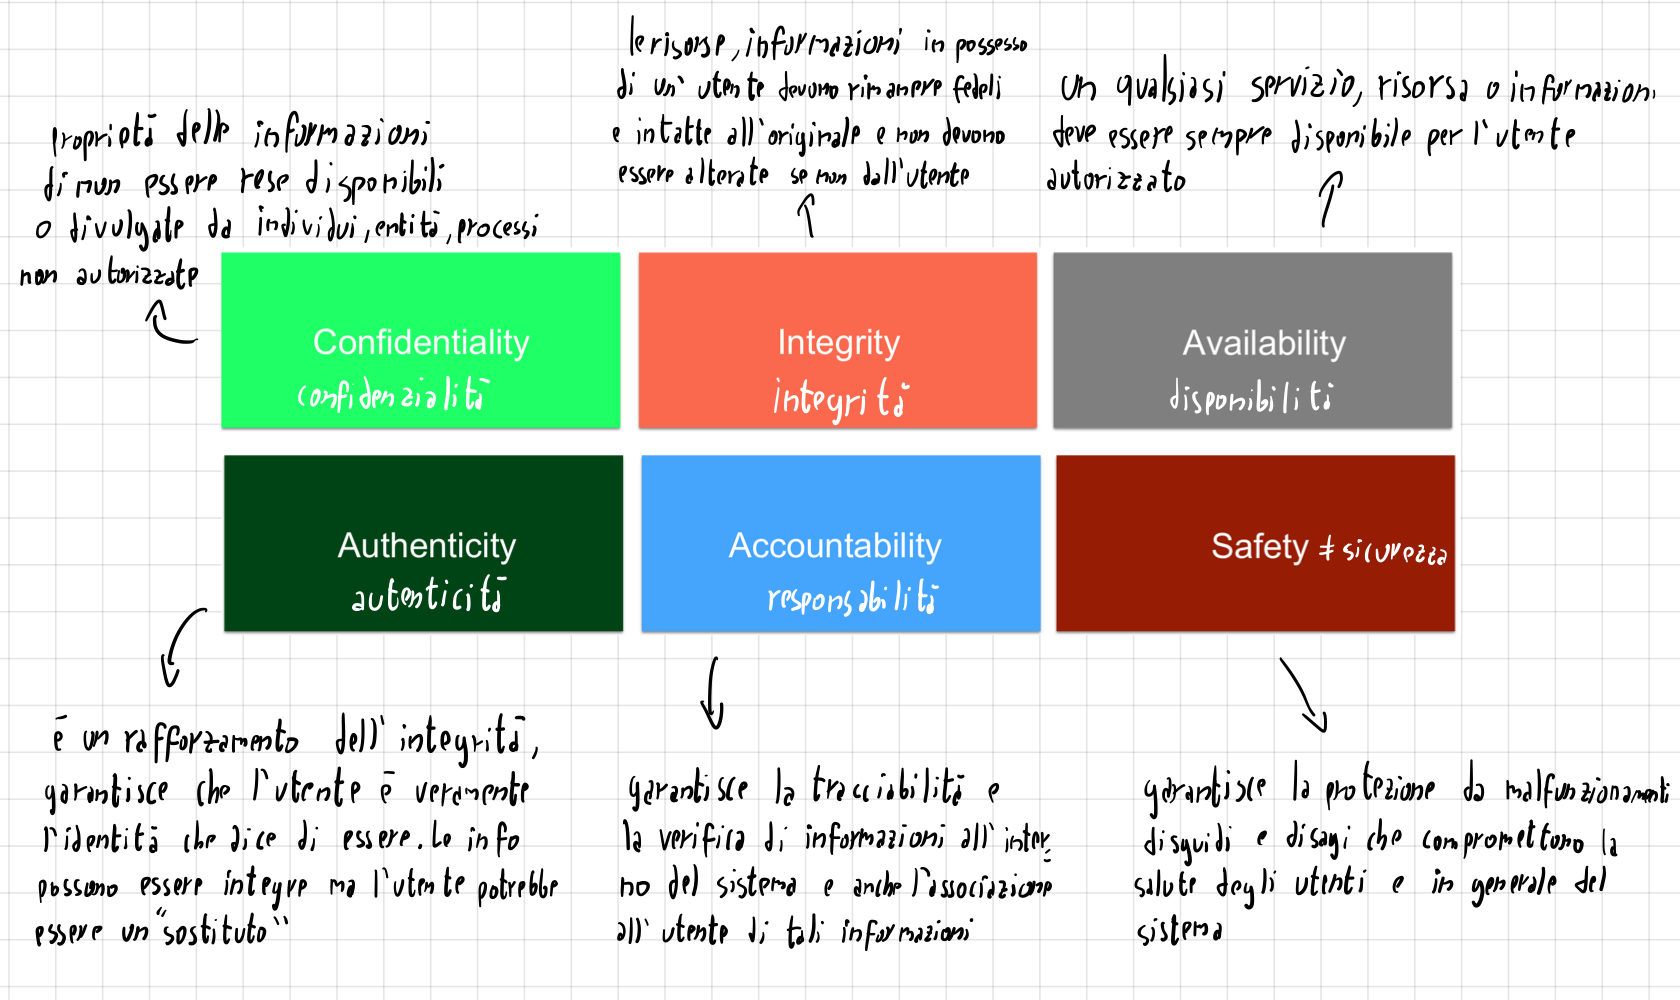 proprietà delle informazioni
di non essere rese disponibili
o divulgate da individui, entità, processi
non autorizzate
le risorse, informazioni in possesso
di un' utente devono rimanere fedeli
e intatte all'originale e non devono
essere alterate se non dall'utente
un qualsiasi servizio, risorsa o informazioni
deve essere sempre disponibile per l'utente
autorizzato
Confidentiality
confidenzialità
Integrity
integrità
Availability
disponibilità
Authenticity
autenticità
Accountability
responsabilità
Safety ≠ sicurezza
è un rafforzamento dell' integrità,
garantisce che l'utente è veramente
l'identità che dice di essere. Le info
possono essere integre ma l'utente potrebbe
essere un "sostituto"
garantisce la tracciabilità e
la verifica di informazioni all' inter=
no del sistema e anche l'associazione
all' utente di tali informazioni
garantisce la protezione da malfunzionamenti
disguidi e disagi che compromettono la
salute degli utenti e in generale del
sistema